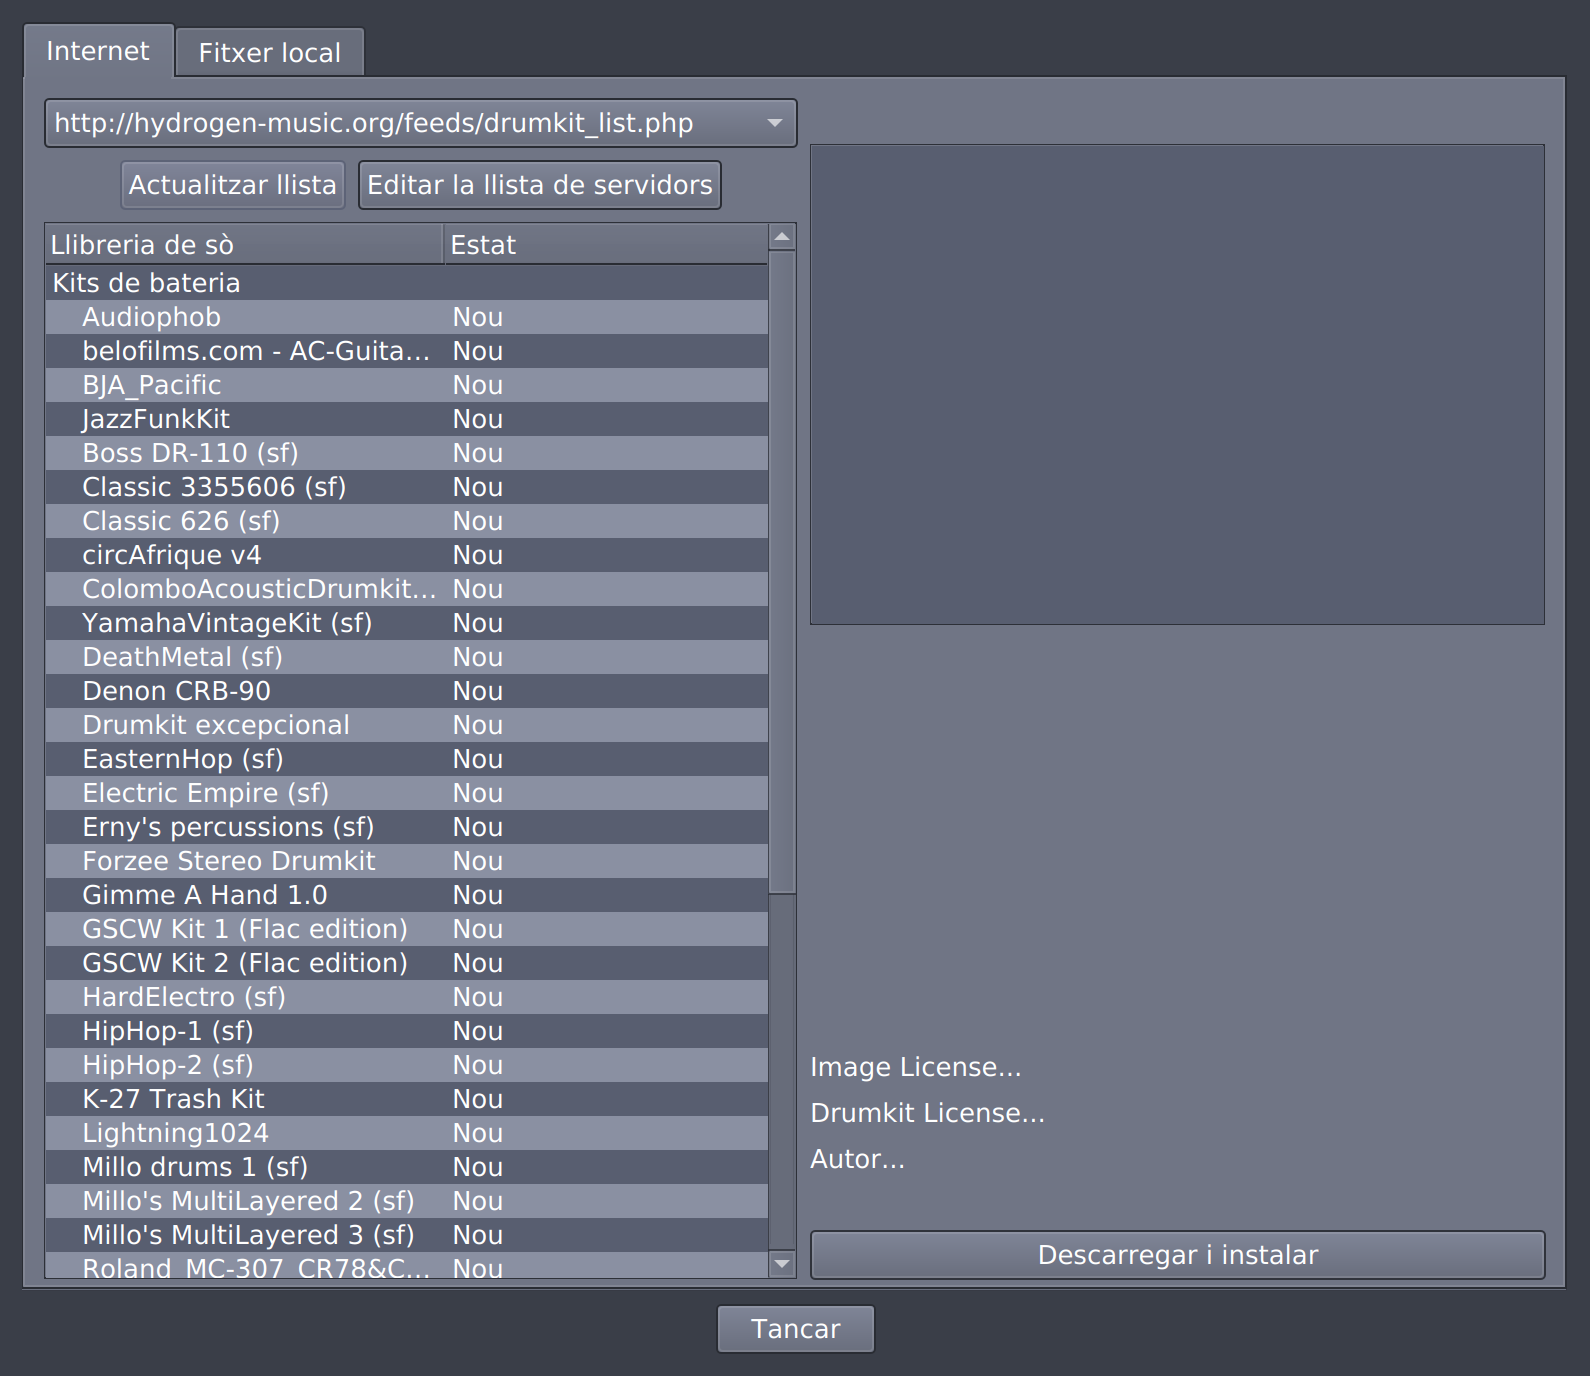 Internet
Fitxer local
http://hydrogen-music.org/feeds/drumkit_list.php
Actualitzar llista
Editar la llista de servidors
Llibreria de sò Estat
Kits de bateria
Audiophob Nou
belofilms.com - AC-Guita... Nou
BJA_Pacific Nou
JazzFunkKit Nou
Boss DR-110 (sf) Nou
Classic 3355606 (sf) Nou
Classic 626 (sf) Nou
circAfrique v4 Nou
ColomboAcousticDrumkit... Nou
YamahaVintageKit (sf) Nou
DeathMetal (sf) Nou
Denon CRB-90 Nou
Drumkit excepcional Nou
EasternHop (sf) Nou
Electric Empire (sf) Nou
Erny's percussions (sf) Nou
Forzee Stereo Drumkit Nou
Gimme A Hand 1.0 Nou
GSCW Kit 1 (Flac edition) Nou
GSCW Kit 2 (Flac edition) Nou
HardElectro (sf) Nou
HipHop-1 (sf) Nou
HipHop-2 (sf) Nou
K-27 Trash Kit Nou
Lightning1024 Nou
Millo drums 1 (sf) Nou
Millo's MultiLayered 2 (sf) Nou
Millo's MultiLayered 3 (sf) Nou
Roland_MC-307_CR78&C... Nou
Image License...
Drumkit License...
Autor...
Descarregar i instalar
Tancar